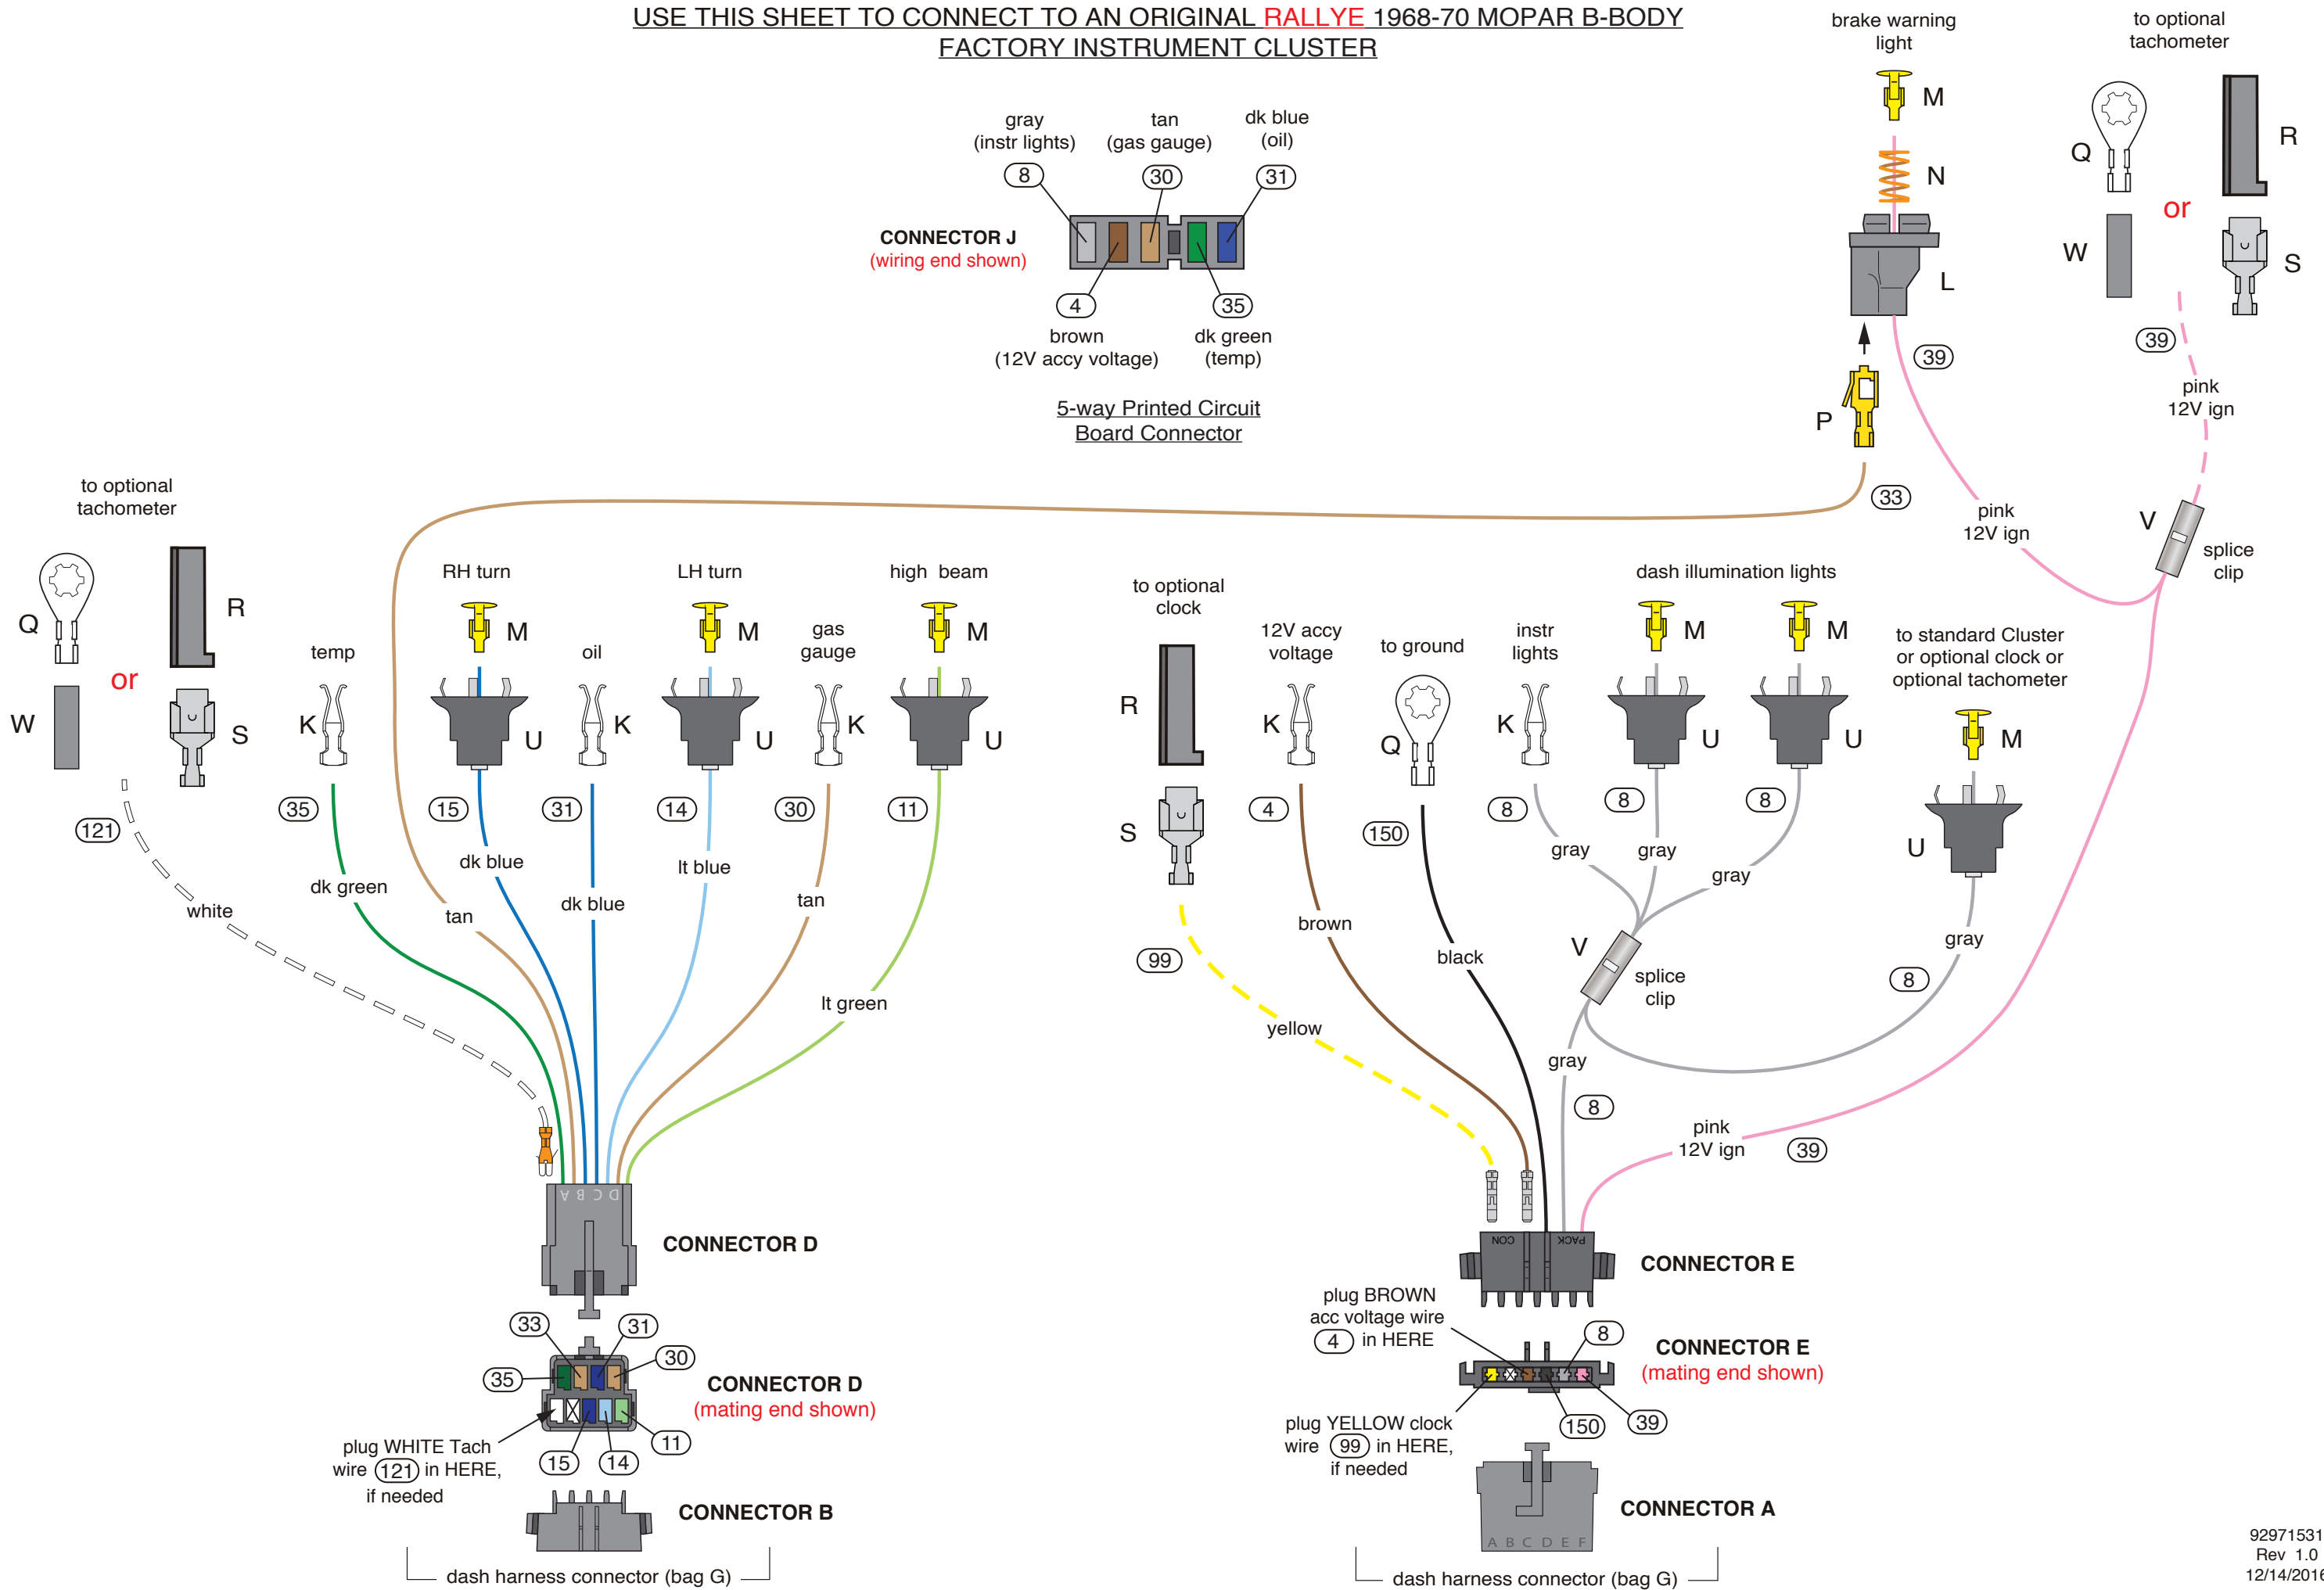 USE THIS SHEET TO CONNECT TO AN ORIGINAL RALLYE 1968-70 MOPAR B-BODY
FACTORY INSTRUMENT CLUSTER
brake warning
light
to optional
tachometer
M
N
L
39
P
33
pink
12V ign
Q
R
or
W
S
39
pink
12V ign
V
splice
clip
gray
(instr lights)
8
tan
(gas gauge)
30
dk blue
(oil)
31
CONNECTOR J
(wiring end shown)
4
brown
(12V accy voltage)
35
dk green
(temp)
5-way Printed Circuit
Board Connector
to optional
tachometer
Q
R
or
W
S
121
white
temp
K
35
dk green
tan
RH turn
M
U
15
dk blue
oil
K
31
dk blue
LH turn
M
U
14
lt blue
gas
gauge
K
30
tan
high beam
M
U
11
lt green
to optional
clock
R
S
99
yellow
12V accy
voltage
K
4
brown
to ground
Q
150
black
instr
lights
K
8
gray
dash illumination lights
M
U
8
gray
M
U
8
gray
to standard Cluster
or optional clock or
optional tachometer
M
U
gray
8
V
splice
clip
gray
8
pink
12V ign
39
A B C D
CONNECTOR D
33
31
30
35
CONNECTOR D
(mating end shown)
11
15
14
plug WHITE Tach
wire 121 in HERE,
if needed
CONNECTOR B
dash harness connector (bag G)
CON
PACK
CONNECTOR E
plug BROWN
acc voltage wire
4 in HERE
8
CONNECTOR E
(mating end shown)
150
39
plug YELLOW clock
wire 99 in HERE,
if needed
CONNECTOR A
A B C D E F
dash harness connector (bag G)
92971531
Rev 1.0